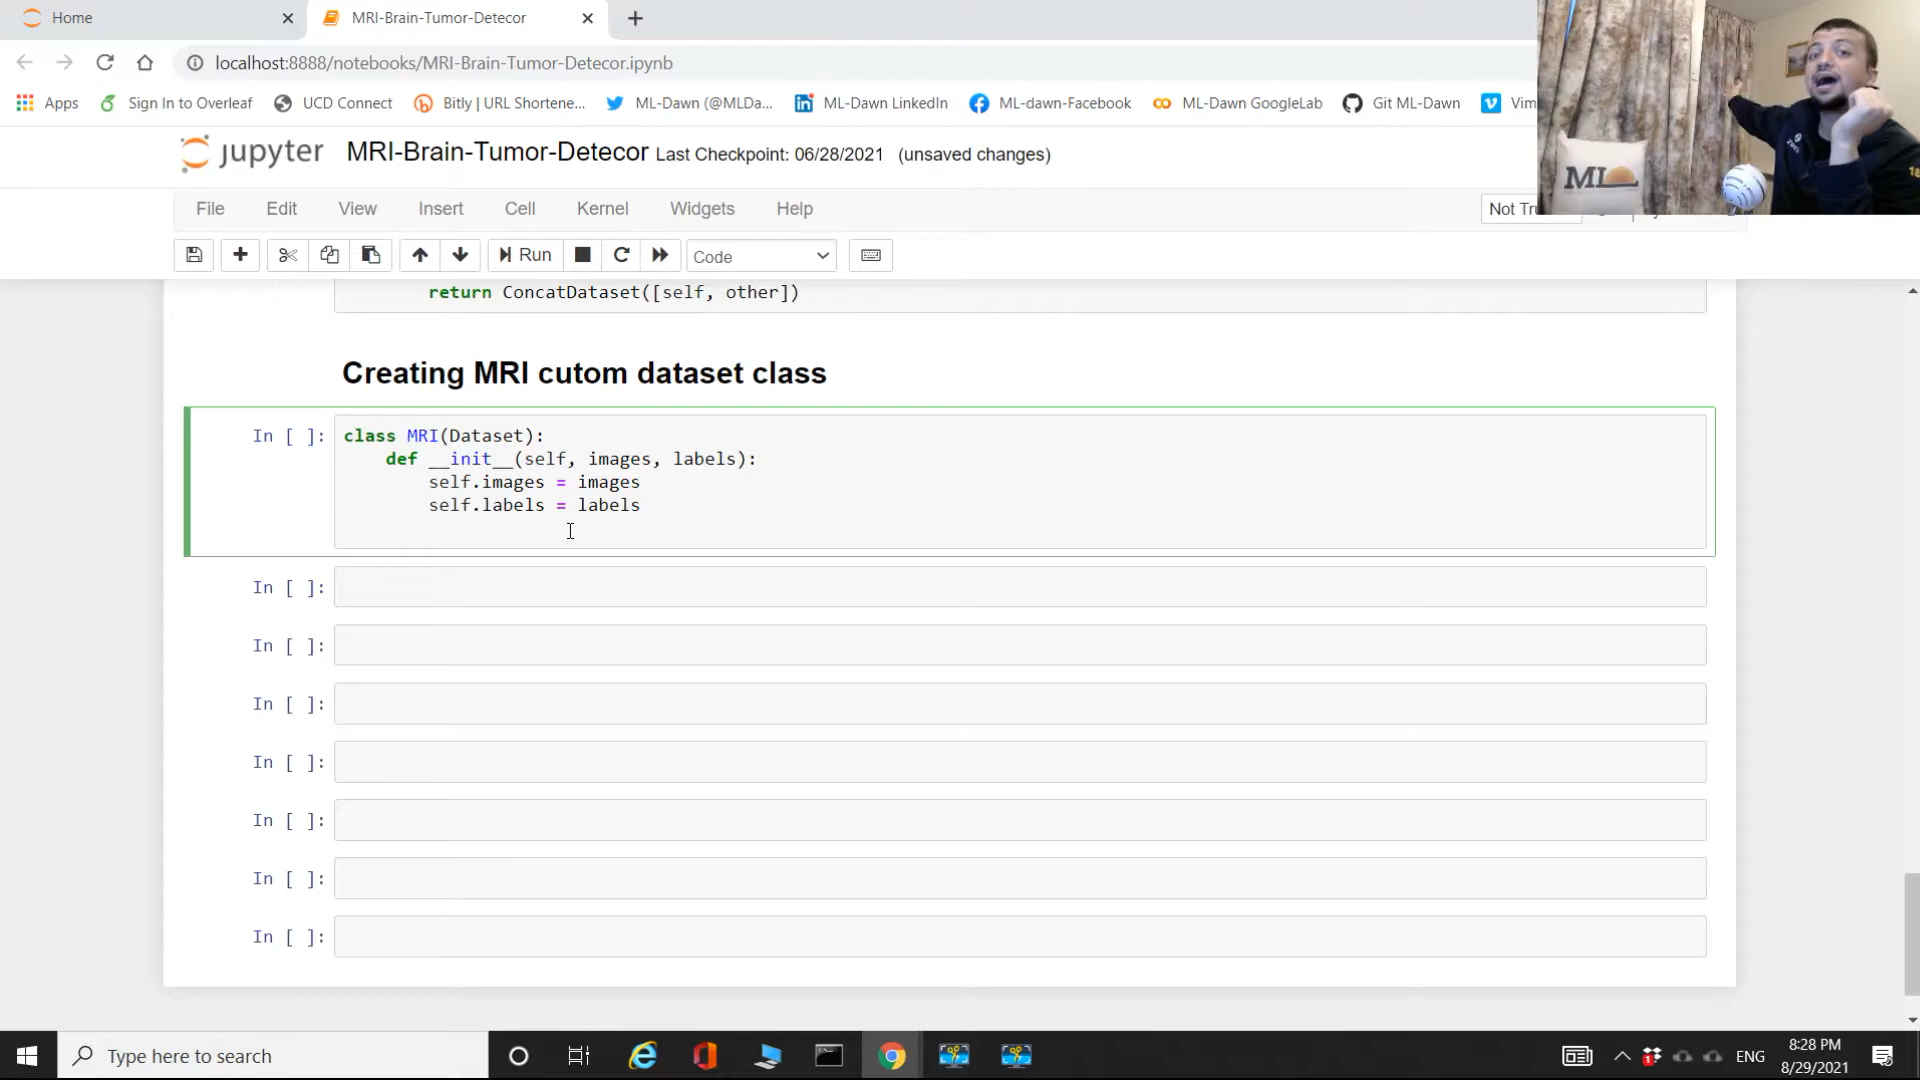 Home
MRI-Brain-Tumor-Detecor
localhost:8888/notebooks/MRI-Brain-Tumor-Detecor.ipynb
Apps Sign In to Overleaf UCD Connect Bitly | URL Shortene... ML-Dawn (@MLDa... ML-Dawn LinkedIn ML-dawn-Facebook ML-Dawn GoogleLab Git ML-Dawn Vim
jupyter MRI-Brain-Tumor-Detecor Last Checkpoint: 06/28/2021 (unsaved changes)
ML
File Edit View Insert Cell Kernel Widgets Help Not Tru
Run Code
return ConcatDataset([self, other])
Creating MRI cutom dataset class
In [ ]: class MRI(Dataset):
def __init__(self, images, labels):
self.images = images
self.labels = labels
In [ ]:
In [ ]:
In [ ]:
In [ ]:
In [ ]:
In [ ]:
In [ ]:
Type here to search
ENG
8:28 PM
8/29/2021